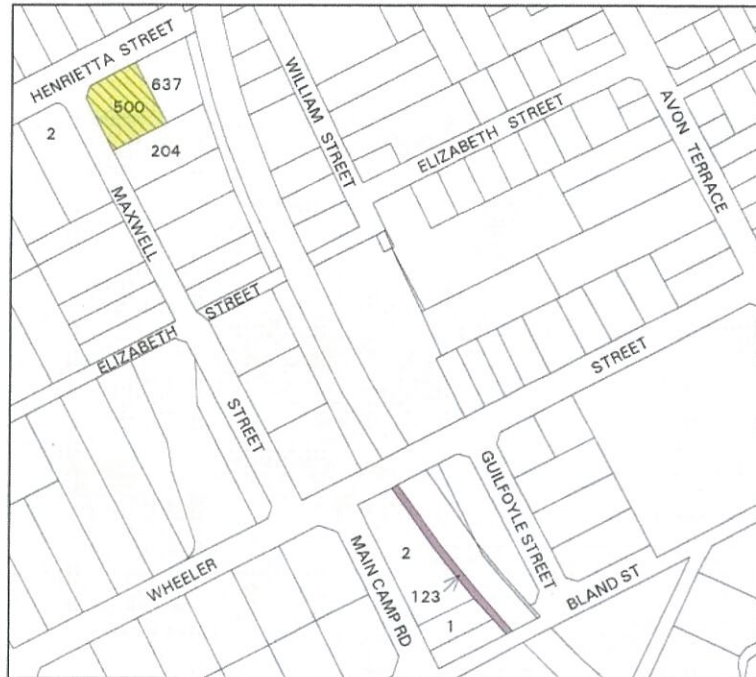 HENRIETTA STREET
637
500
2
204
WILLIAM STREET
ELIZABETH STREET
AVON TERRACE
MAXWELL
STREET
ELIZABETH
STREET
STREET
GUILFOYLE STREET
WHEELER
MAIN CAMP RD
2
123
1
BLAND ST